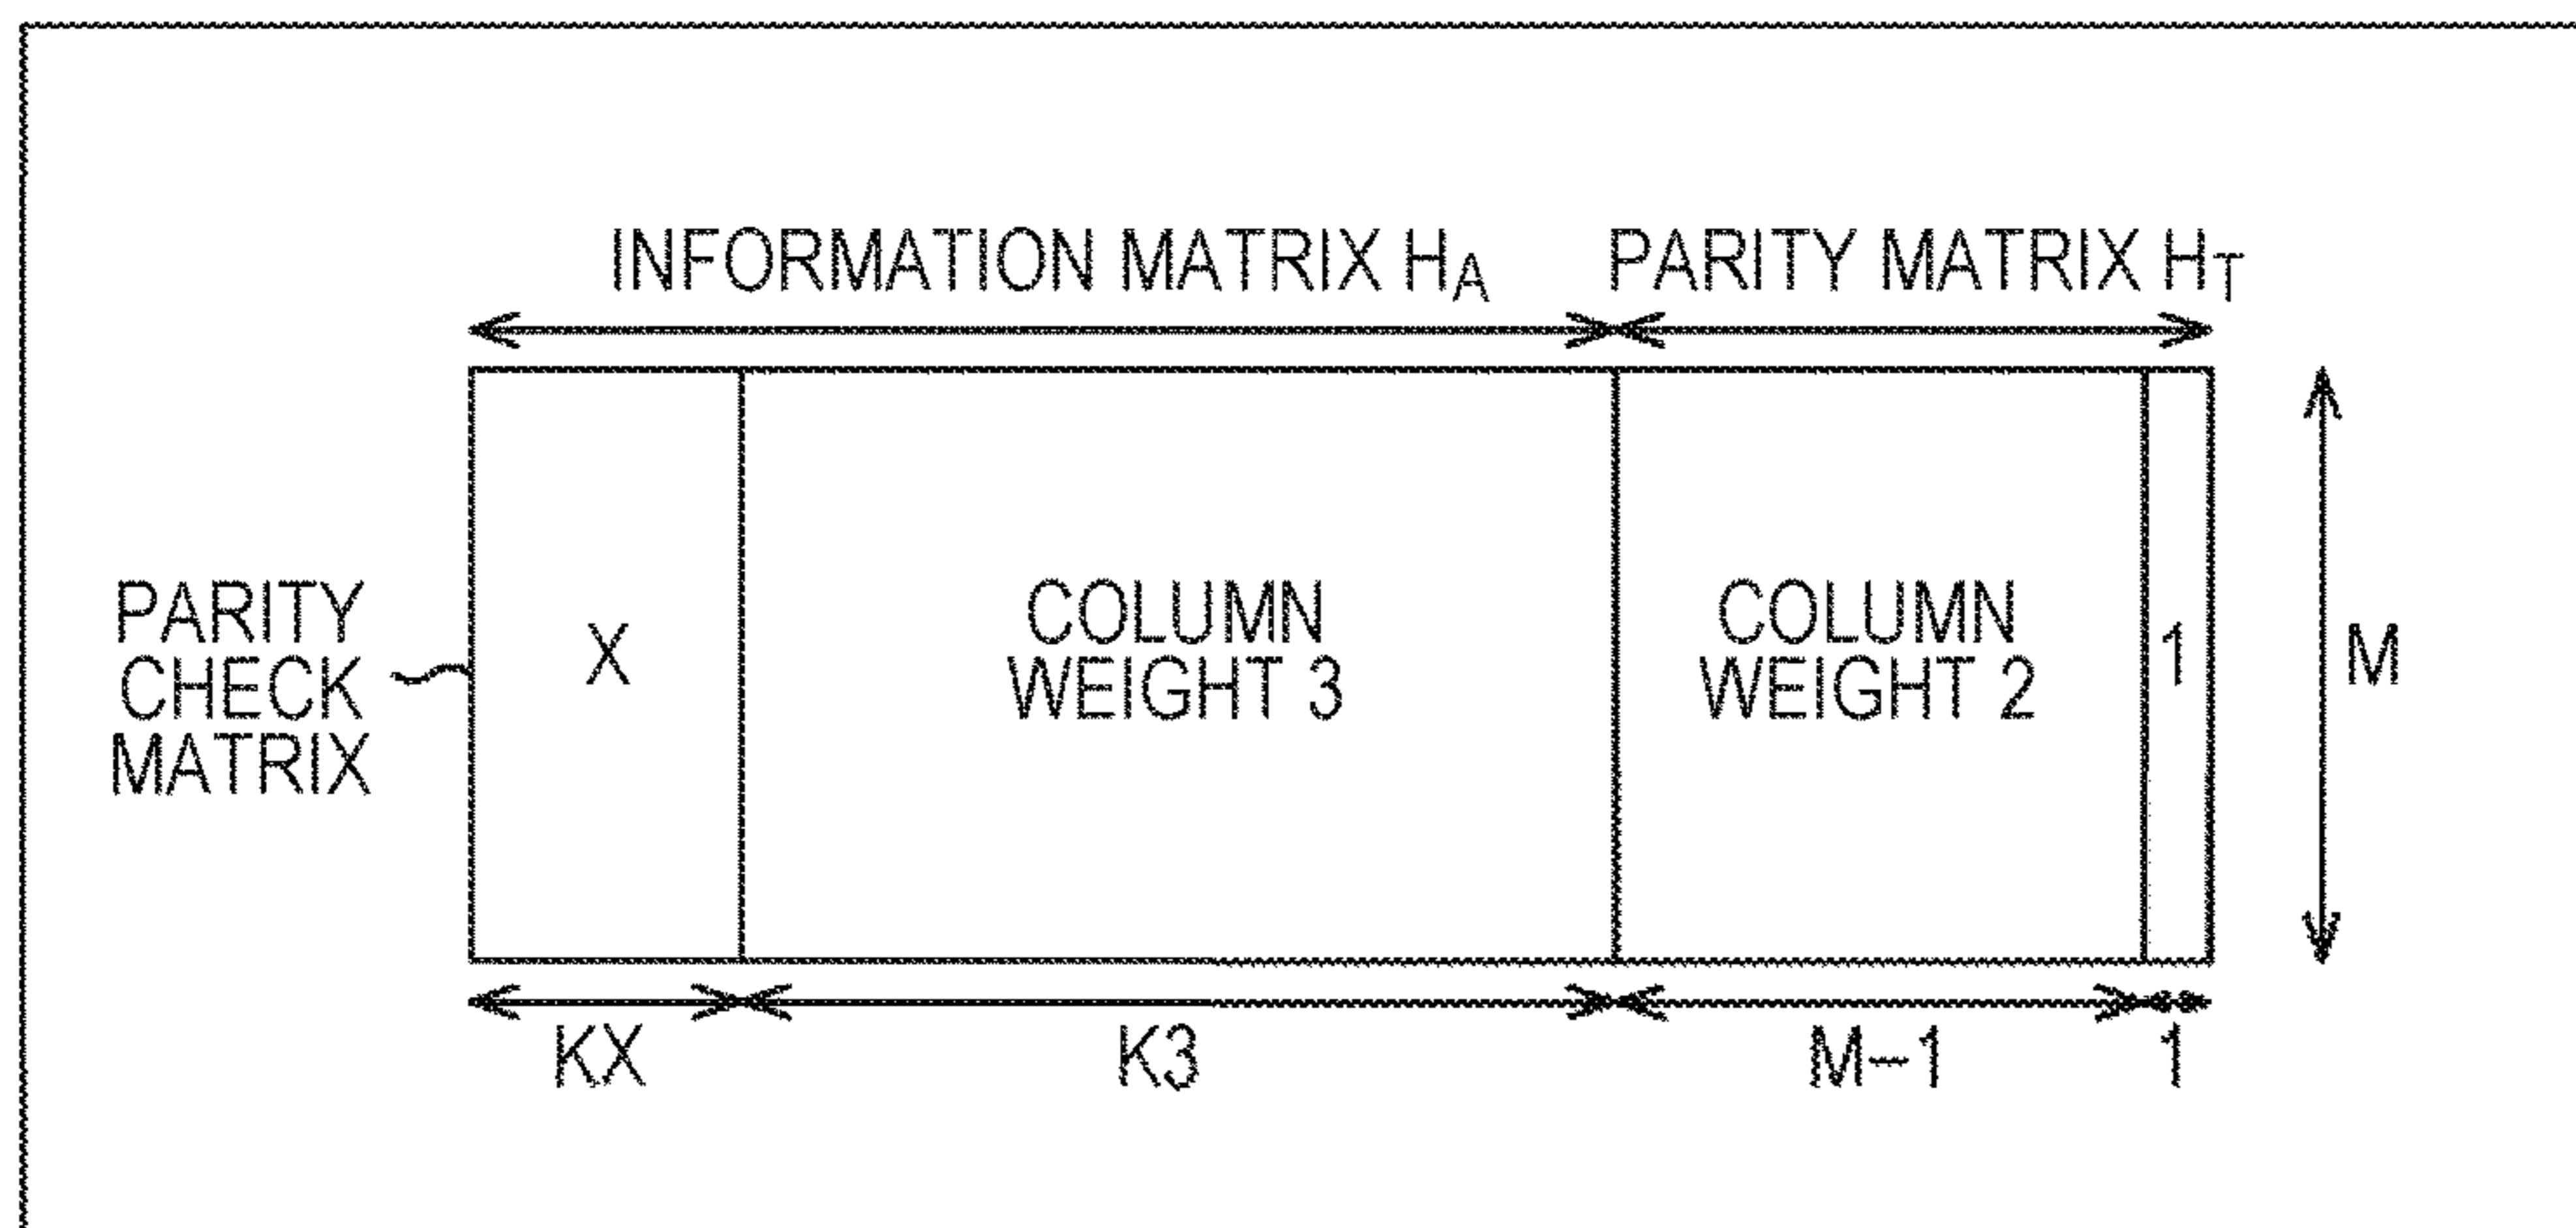 INFORMATION MATRIX HA
PARITY MATRIX HT
PARITY
CHECK
MATRIX
X
COLUMN
WEIGHT 3
COLUMN
WEIGHT 2
1
M
KX
K3
M-1
1